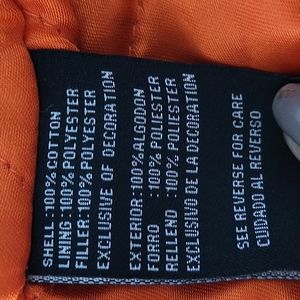 SHELL :100% COTTON
LINING:100% POLYESTER
FILLER:100% POLYESTER
EXCLUSIVE OF DECORATION
EXTERIOR:100% ALGODON
FORRO :100% POLIESTER
RELLENO :100% POLIESTER
EXCLUSIVO DE LA DECORACION
SEE REVERSE FOR CARE
CUIDADO AL REVERSO